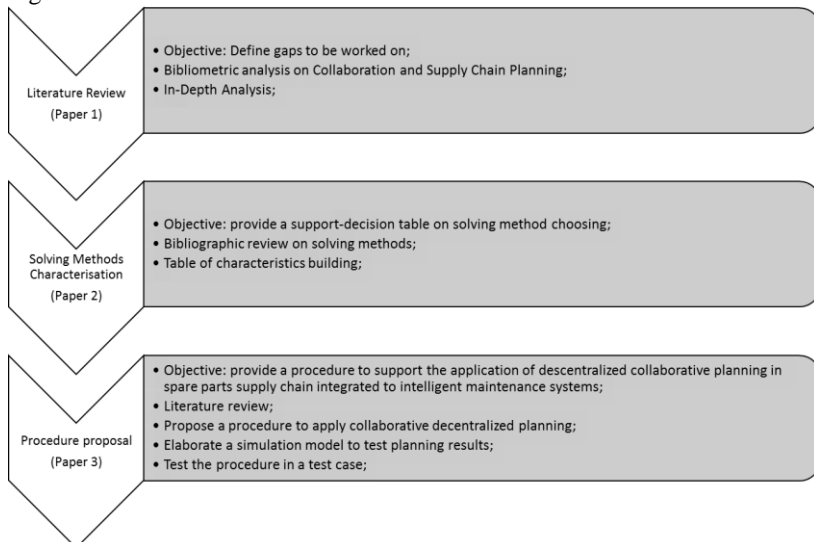 Literature Review
(Paper 1)
• Objective: Define gaps to be worked on;
• Bibliometric analysis on Collaboration and Supply Chain Planning;
• In-Depth Analysis;
Solving Methods
Characterisation
(Paper 2)
• Objective: provide a support-decision table on solving method choosing;
• Bibliographic review on solving methods;
• Table of characteristics building;
Procedure proposal
(Paper 3)
• Objective: provide a procedure to support the application of descentralized collaborative planning in
spare parts supply chain integrated to intelligent maintenance systems;
• Literature review;
• Propose a procedure to apply collaborative decentralized planning;
• Elaborate a simulation model to test planning results;
• Test the procedure in a test case;